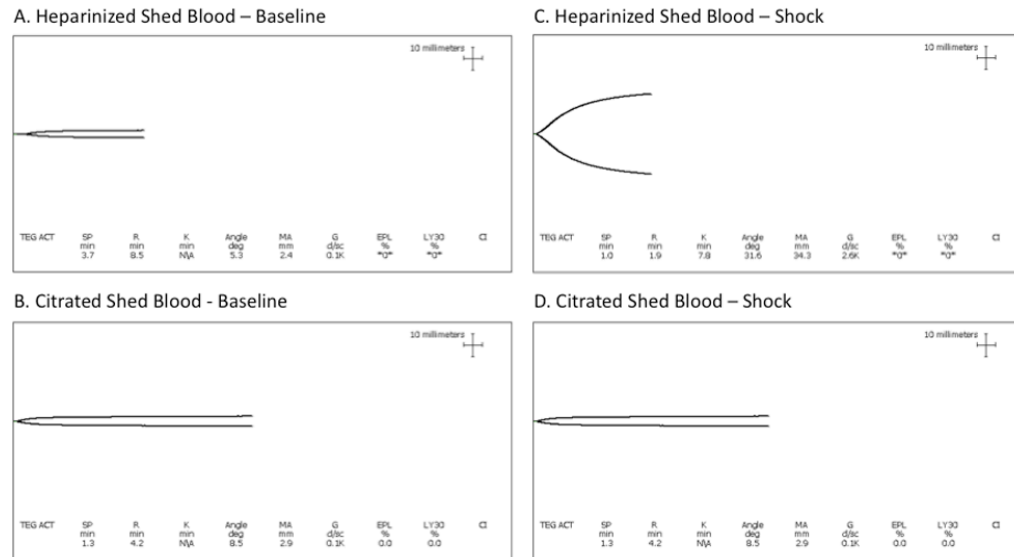 A. Heparinized Shed Blood – Baseline
10 millimeters
TEG ACT SP R K Angle MA G EPL LY30 CI
min min min deg mm d/sc % %
3.7 8.5 N\A 5.3 2.4 0.1K "0" "0"
C. Heparinized Shed Blood – Shock
10 millimeters
TEG ACT SP R K Angle MA G EPL LY30 CI
min min min deg mm d/sc % %
1.0 1.9 7.8 31.6 34.3 2.6K "0" "0"
B. Citrated Shed Blood - Baseline
10 millimeters
TEG ACT SP R K Angle MA G EPL LY30 CI
min min min deg mm d/sc % %
1.3 4.2 N\A 8.5 2.9 0.1K 0.0 0.0
D. Citrated Shed Blood – Shock
10 millimeters
TEG ACT SP R K Angle MA G EPL LY30 CI
min min min deg mm d/sc % %
1.3 4.2 N\A 8.5 2.9 0.1K 0.0 0.0